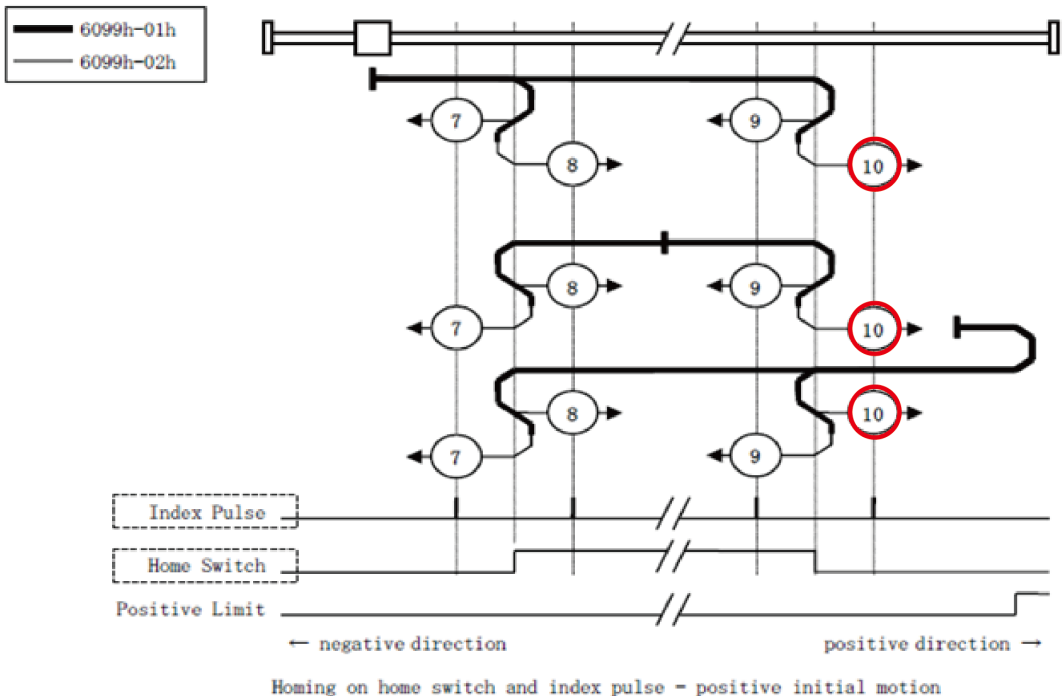 6099h-01h
6099h-02h
7
9
8
10
8
9
7
10
8
10
7
9
Index Pulse
Home Switch
Positive Limit
← negative direction
positive direction →
Homing on home switch and index pulse - positive initial motion